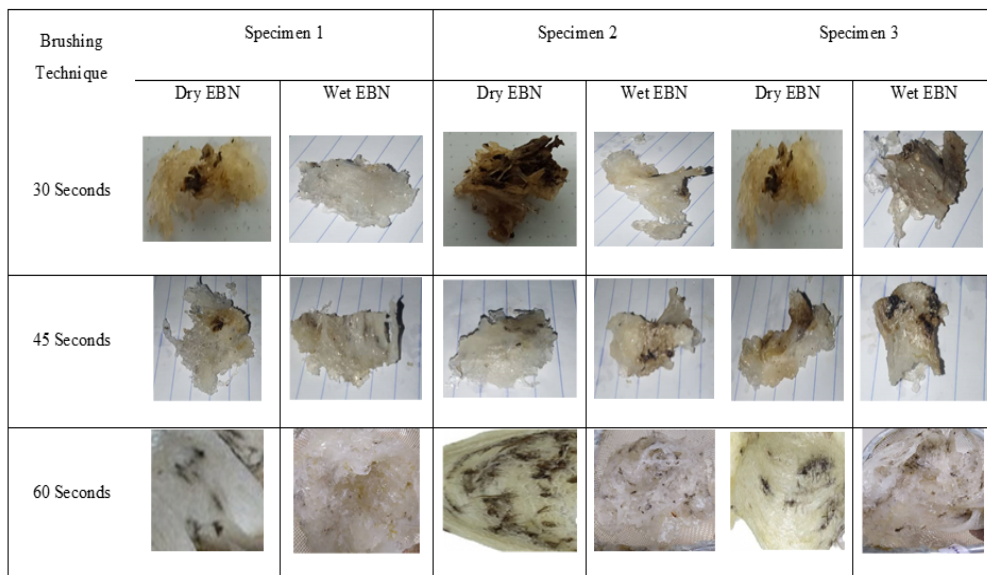 Brushing
Technique
Specimen 1
Specimen 2
Specimen 3
Dry EBN
Wet EBN
Dry EBN
Wet EBN
Dry EBN
Wet EBN
30 Seconds
45 Seconds
60 Seconds